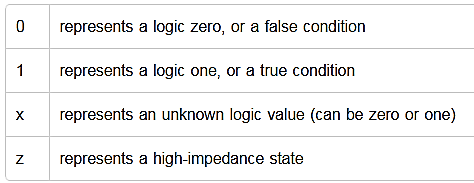 0 represents a logic zero, or a false condition
1 represents a logic one, or a true condition
x represents an unknown logic value (can be zero or one)
z represents a high-impedance state